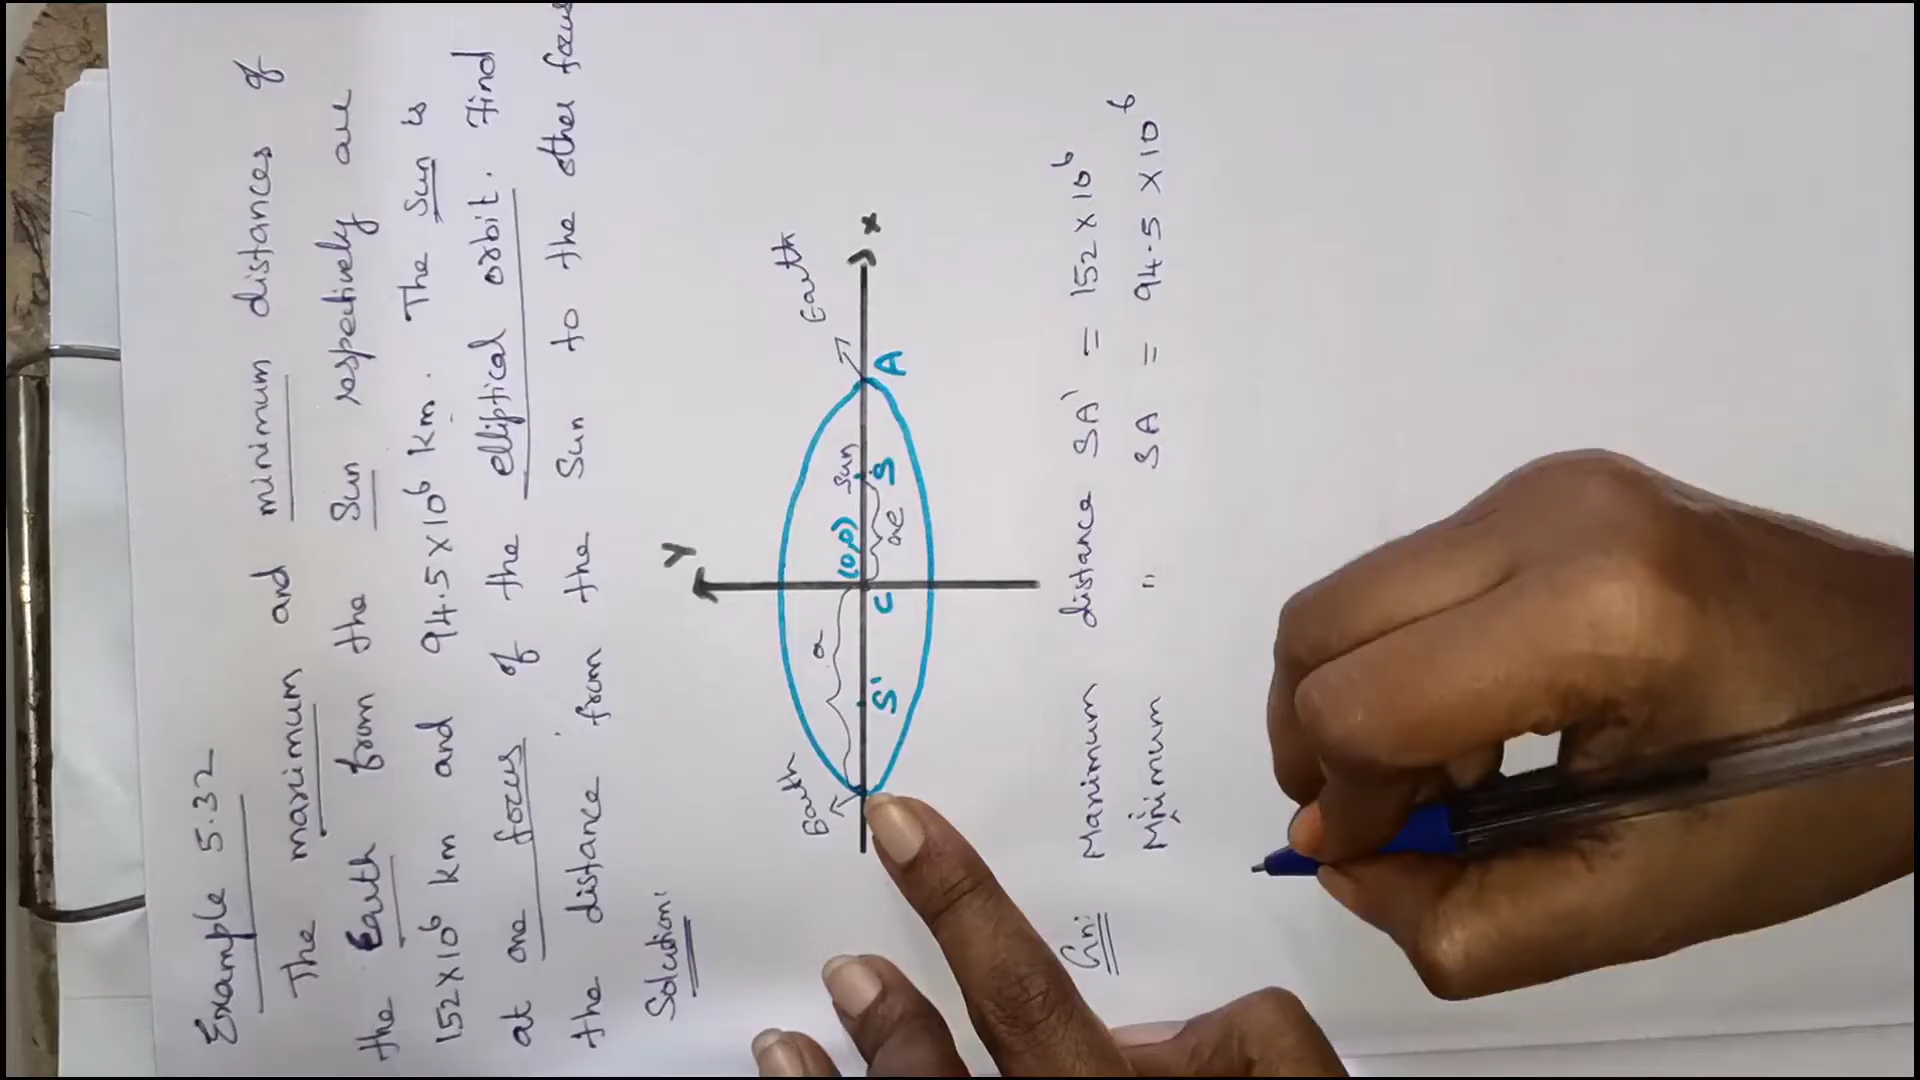 Example 5.32
The maximum and minimum distances of
the Earth from the Sun respectively are
152×10⁶ km and 94.5×10⁶ km. The Sun is
at one focus of the elliptical orbit. Find
the distance from the Sun to the other focus
Solution:
Y
Earth
Earth
a
(0,0)
Sun
S'
C
ae
S
A
x
Gn: Maximum distance SA' = 152×10⁶
Minimum " SA = 94.5×10⁶